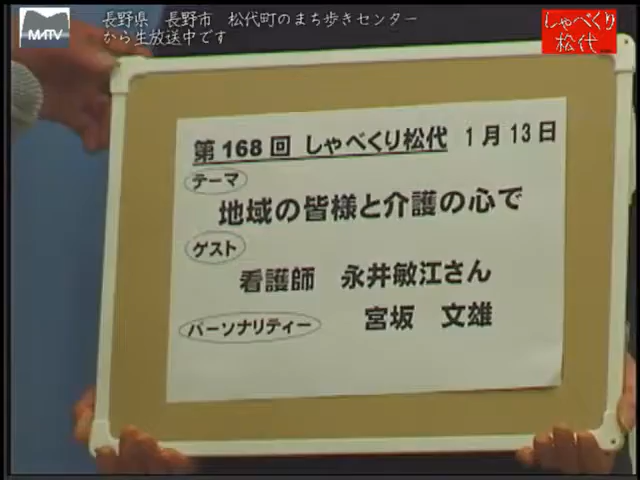 MATV
長野県　長野市　松代町のまち歩きセンター
から生放送中です
しゃべくり
松代
第168回 しゃべくり松代 1月13日
テーマ
地域の皆様と介護の心で
ゲスト
看護師　永井敏江さん
パーソナリティー　宮坂　文雄